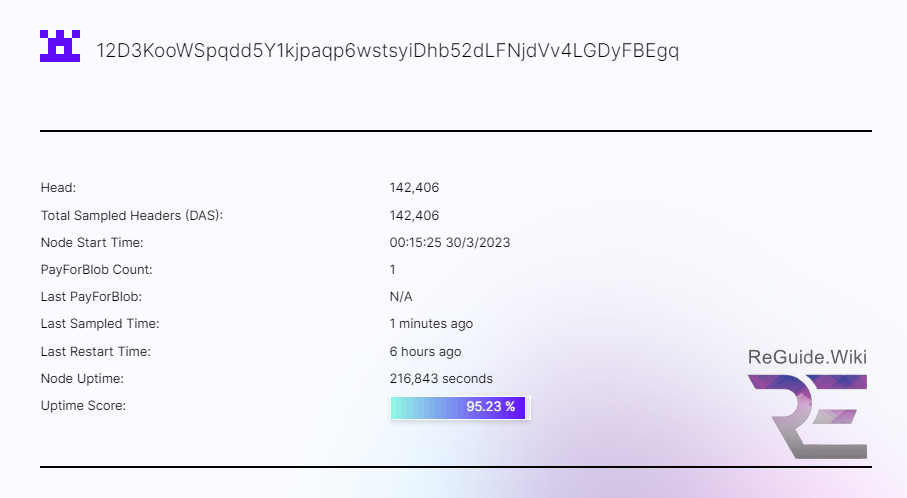 12D3KooWSpqdd5Y1kjpaqp6wstsyiDhb52dLFNjdVv4LGDyFBEgq
Head: 142,406
Total Sampled Headers (DAS): 142,406
Node Start Time: 00:15:25 30/3/2023
PayForBlob Count: 1
Last PayForBlob: N/A
Last Sampled Time: 1 minutes ago
Last Restart Time: 6 hours ago
Node Uptime: 216,843 seconds
Uptime Score: 95.23 %
ReGuide.Wiki
RE